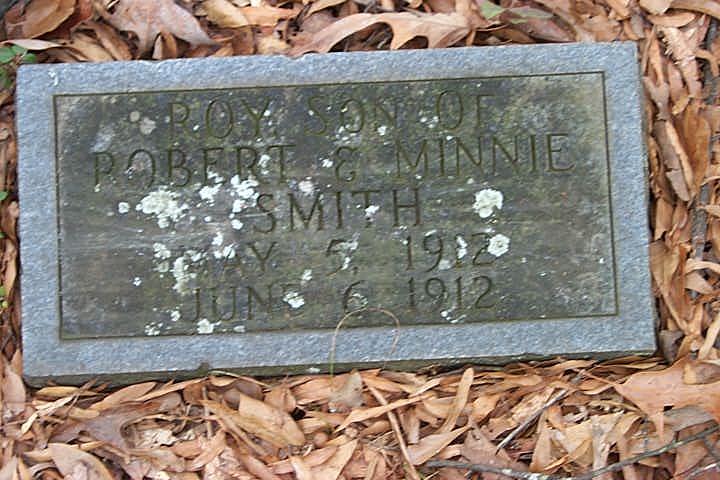 ROY, SON OF
ROBERT & MINNIE
SMITH
MAY 5, 1912
JUNE 6 1912